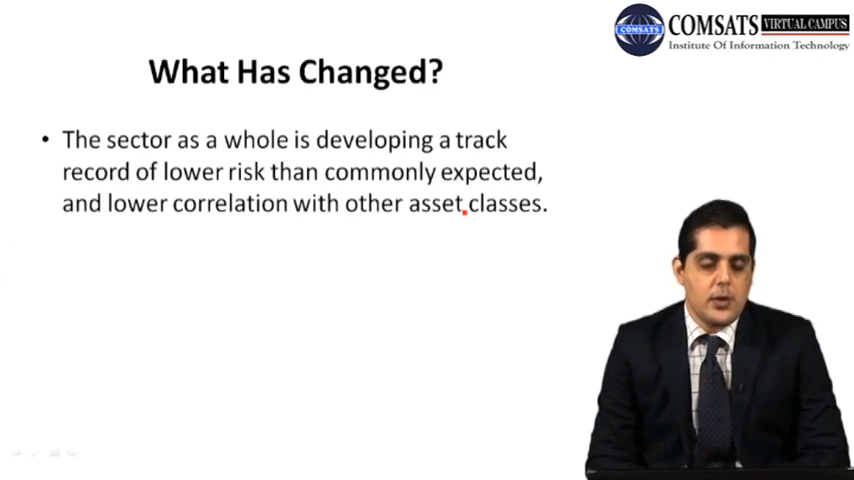 COMSATS VIRTUAL CAMPUS
COMSATS
Institute Of Information Technology
What Has Changed?
• The sector as a whole is developing a track
record of lower risk than commonly expected,
and lower correlation with other asset classes.